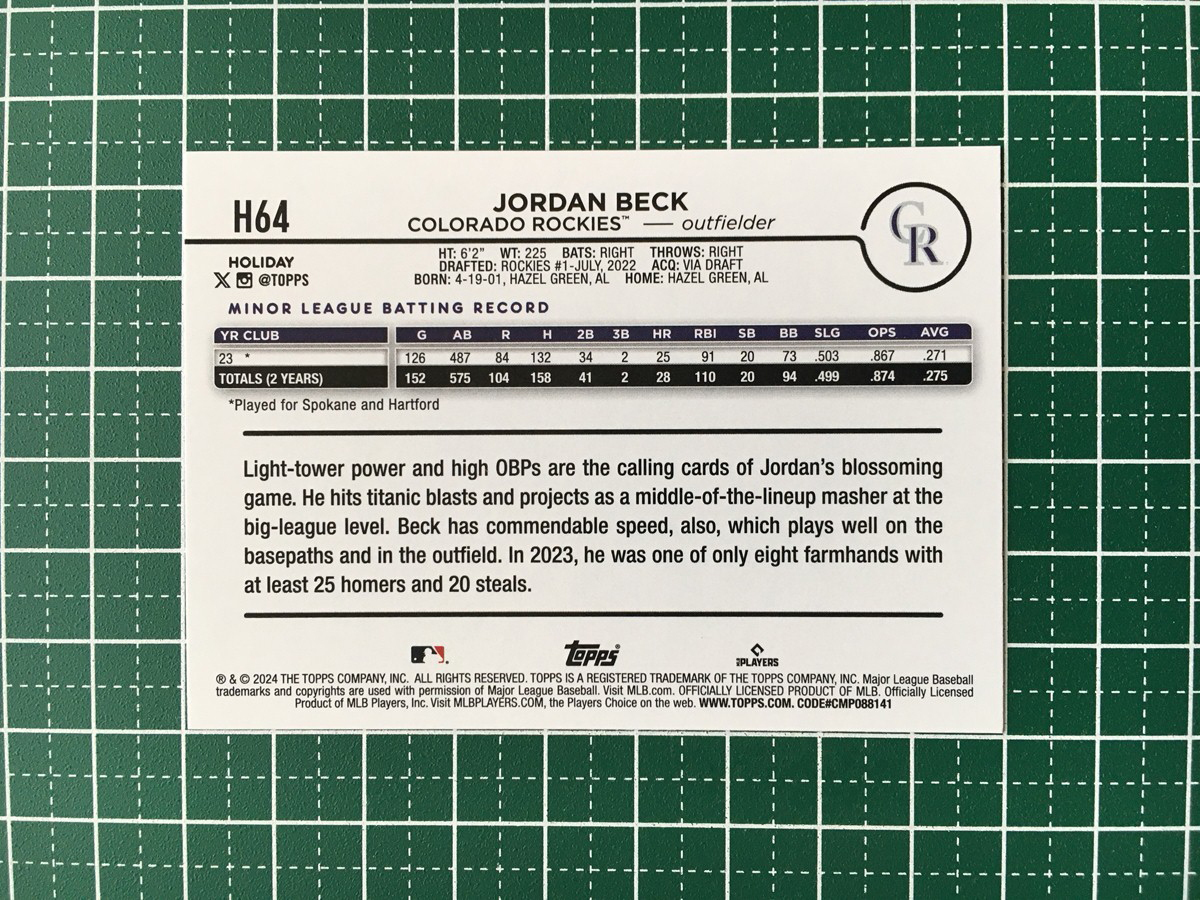 H64
JORDAN BECK
COLORADO ROCKIES™ — outfielder
CR
HOLIDAY
@TOPPS
HT: 6'2" WT: 225 BATS: RIGHT THROWS: RIGHT
DRAFTED: ROCKIES #1-JULY, 2022 ACQ: VIA DRAFT
BORN: 4-19-01, HAZEL GREEN, AL HOME: HAZEL GREEN, AL
MINOR LEAGUE BATTING RECORD
YR CLUB G AB R H 2B 3B HR RBI SB BB SLG OPS AVG
23 * 126 487 84 132 34 2 25 91 20 73 .503 .867 .271
TOTALS (2 YEARS) 152 575 104 158 41 2 28 110 20 94 .499 .874 .275
*Played for Spokane and Hartford
Light-tower power and high OBPs are the calling cards of Jordan's blossoming
game. He hits titanic blasts and projects as a middle-of-the-lineup masher at the
big-league level. Beck has commendable speed, also, which plays well on the
basepaths and in the outfield. In 2023, he was one of only eight farmhands with
at least 25 homers and 20 steals.
topps®
MLB PLAYERS
® & © 2024 THE TOPPS COMPANY, INC. ALL RIGHTS RESERVED. TOPPS IS A REGISTERED TRADEMARK OF THE TOPPS COMPANY, INC. Major League Baseball
trademarks and copyrights are used with permission of Major League Baseball. Visit MLB.com. OFFICIALLY LICENSED PRODUCT OF MLB. Officially Licensed
Product of MLB Players, Inc. Visit MLBPLAYERS.COM, the Players Choice on the web. WWW.TOPPS.COM. CODE#CMP088141